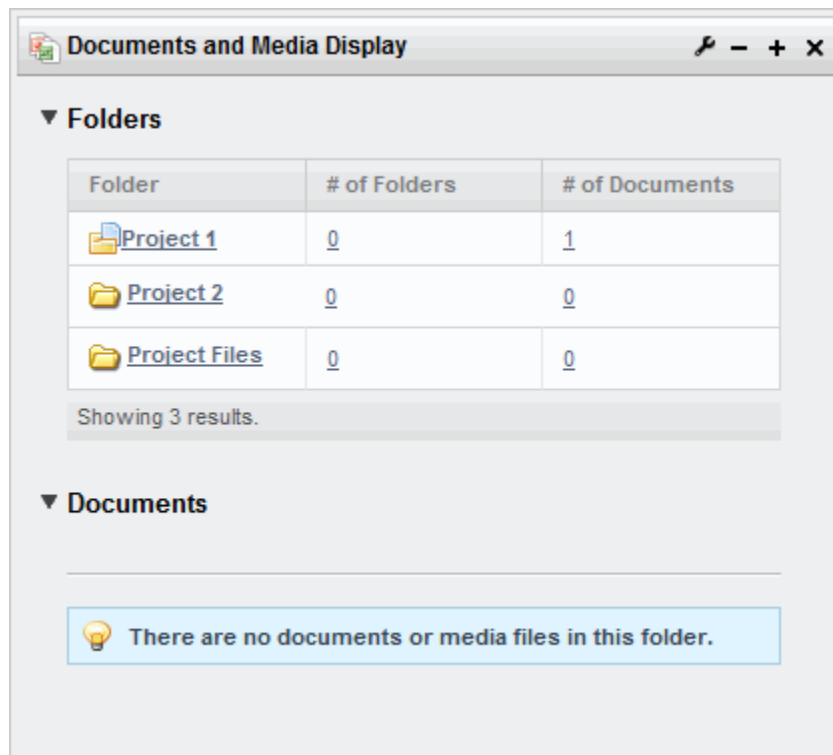 Documents and Media Display
Folders
Folder # of Folders # of Documents
Project 1 0 1
Project 2 0 0
Project Files 0 0
Showing 3 results.
Documents
There are no documents or media files in this folder.